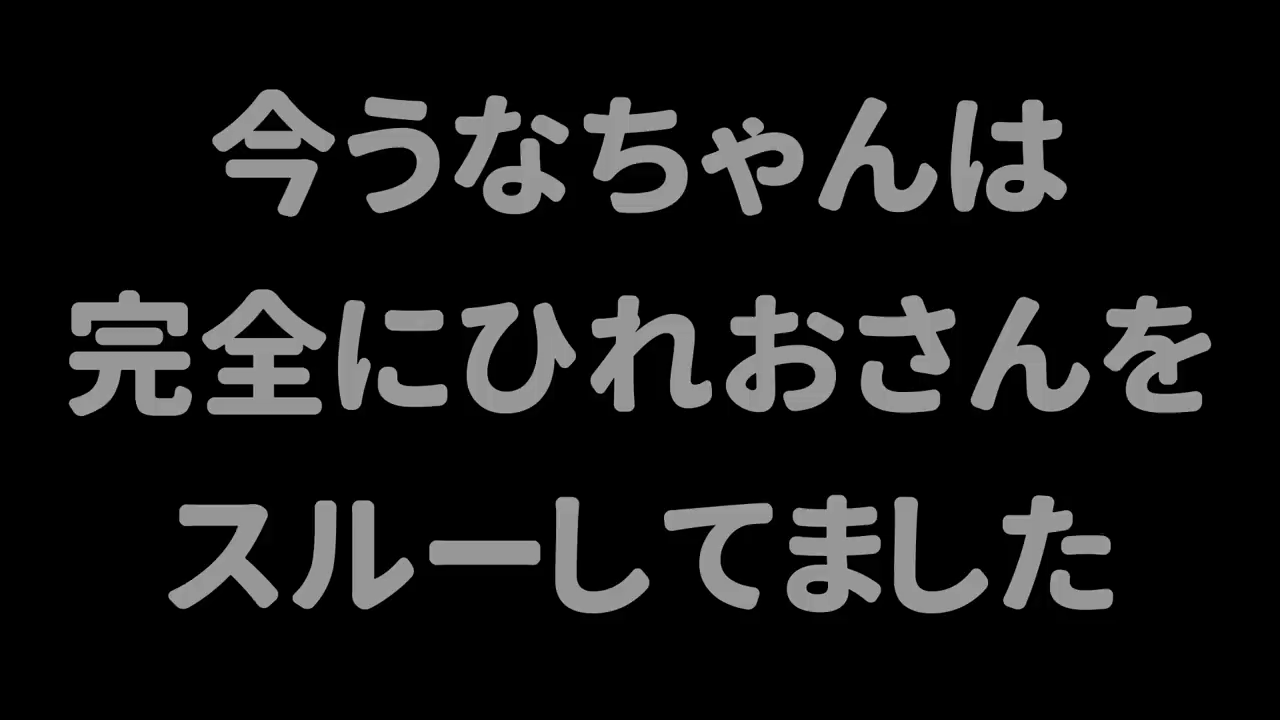 今うなちゃんは
完全にひれおさんを
スルーしてました